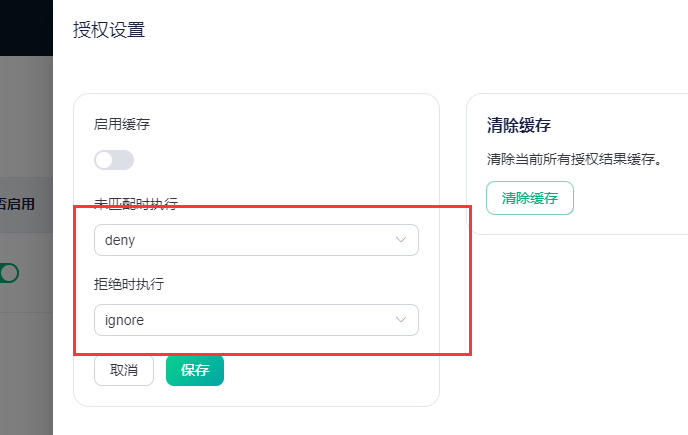 授权设置
启用缓存
未匹配时执行
deny
拒绝时执行
ignore
取消
保存
清除缓存
清除当前所有授权结果缓存。
清除缓存
否启用